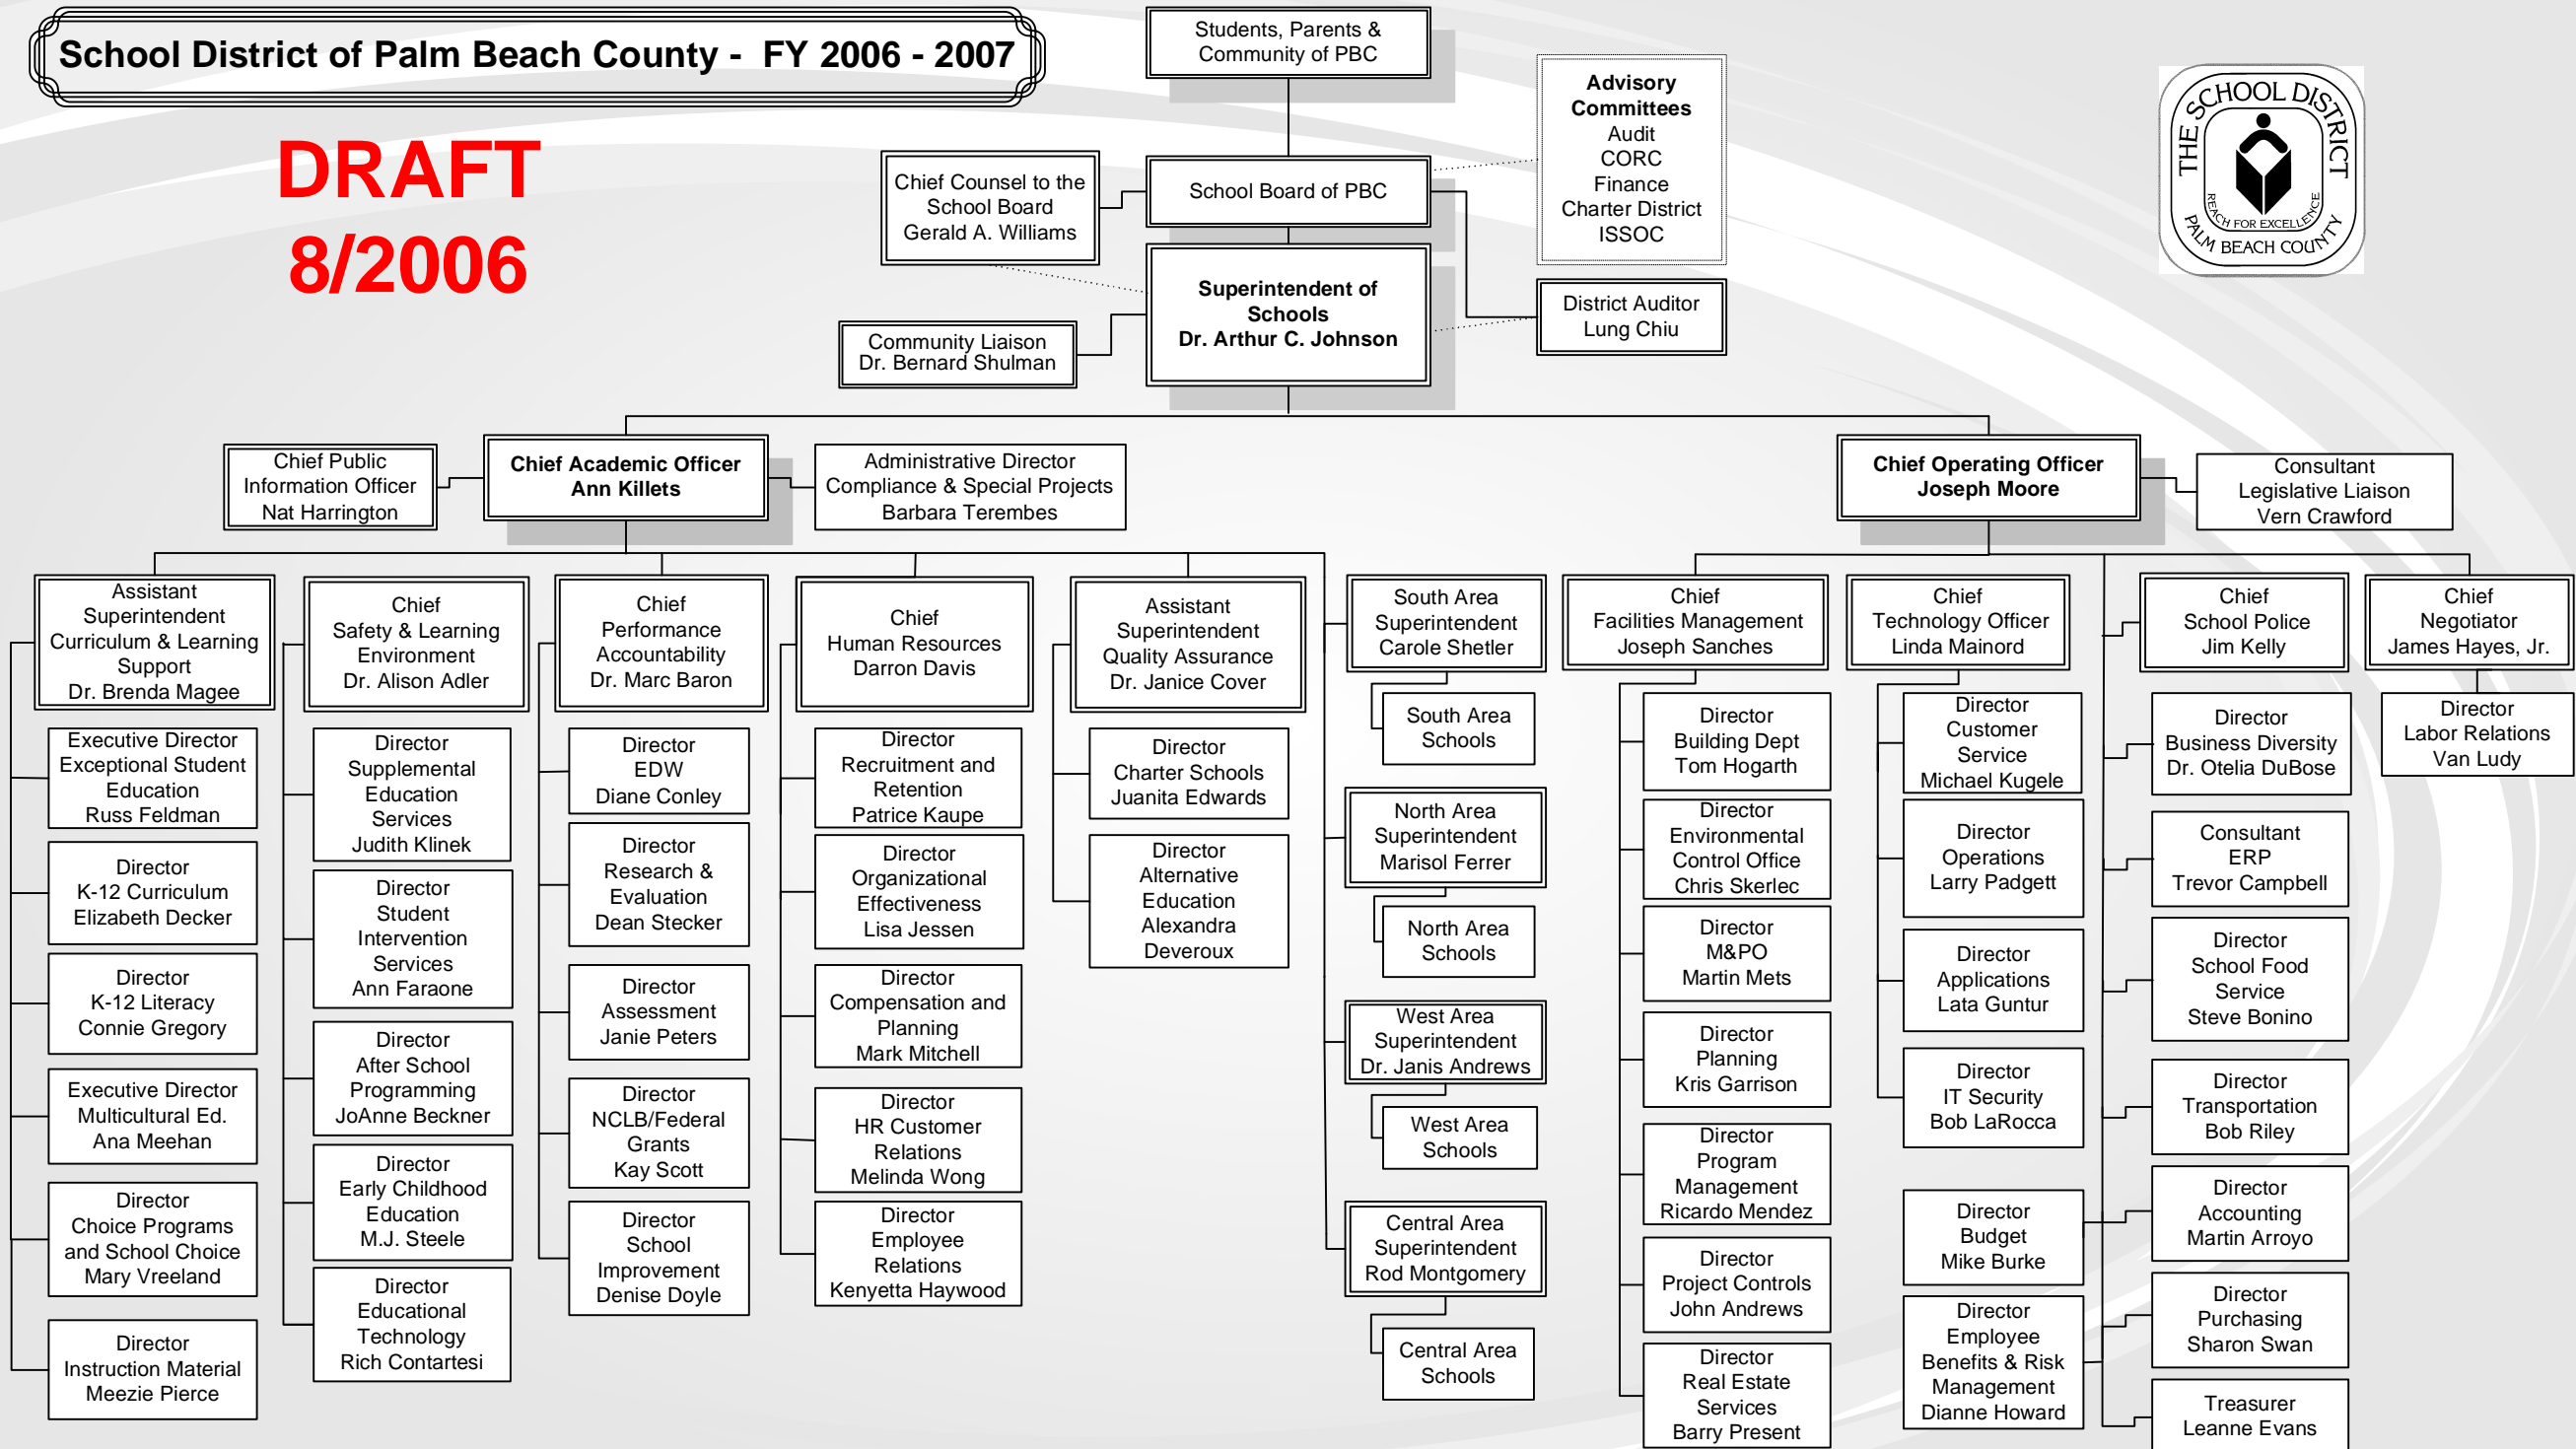 School District of Palm Beach County - FY 2006 - 2007
DRAFT
8/2006
Students, Parents &
Community of PBC
Advisory
Committees
Audit
CORC
Finance
Charter District
ISSOC
THE SCHOOL DISTRICT
REACH FOR EXCELLENCE
PALM BEACH COUNTY
Chief Counsel to the
School Board
Gerald A. Williams
School Board of PBC
Superintendent of
Schools
Dr. Arthur C. Johnson
District Auditor
Lung Chiu
Community Liaison
Dr. Bernard Shulman
Chief Public
Information Officer
Nat Harrington
Chief Academic Officer
Ann Killets
Administrative Director
Compliance & Special Projects
Barbara Terembes
Chief Operating Officer
Joseph Moore
Consultant
Legislative Liaison
Vern Crawford
Assistant
Superintendent
Curriculum & Learning
Support
Dr. Brenda Magee
Executive Director
Exceptional Student
Education
Russ Feldman
Director
K-12 Curriculum
Elizabeth Decker
Director
K-12 Literacy
Connie Gregory
Executive Director
Multicultural Ed.
Ana Meehan
Director
Choice Programs
and School Choice
Mary Vreeland
Director
Instruction Material
Meezie Pierce
Chief
Safety & Learning
Environment
Dr. Alison Adler
Director
Supplemental
Education
Services
Judith Klinek
Director
Student
Intervention
Services
Ann Faraone
Director
After School
Programming
JoAnne Beckner
Director
Early Childhood
Education
M.J. Steele
Director
Educational
Technology
Rich Contartesi
Chief
Performance
Accountability
Dr. Marc Baron
Director
EDW
Diane Conley
Director
Research &
Evaluation
Dean Stecker
Director
Assessment
Janie Peters
Director
NCLB/Federal
Grants
Kay Scott
Director
School
Improvement
Denise Doyle
Chief
Human Resources
Darron Davis
Director
Recruitment and
Retention
Patrice Kaupe
Director
Organizational
Effectiveness
Lisa Jessen
Director
Compensation and
Planning
Mark Mitchell
Director
HR Customer
Relations
Melinda Wong
Director
Employee
Relations
Kenyetta Haywood
Assistant
Superintendent
Quality Assurance
Dr. Janice Cover
Director
Charter Schools
Juanita Edwards
Director
Alternative
Education
Alexandra
Deveroux
South Area
Superintendent
Carole Shetler
South Area
Schools
North Area
Superintendent
Marisol Ferrer
North Area
Schools
West Area
Superintendent
Dr. Janis Andrews
West Area
Schools
Central Area
Superintendent
Rod Montgomery
Central Area
Schools
Chief
Facilities Management
Joseph Sanches
Director
Building Dept
Tom Hogarth
Director
Environmental
Control Office
Chris Skerlec
Director
M&PO
Martin Mets
Director
Planning
Kris Garrison
Director
Program
Management
Ricardo Mendez
Director
Project Controls
John Andrews
Director
Real Estate
Services
Barry Present
Chief
Technology Officer
Linda Mainord
Director
Customer
Service
Michael Kugele
Director
Operations
Larry Padgett
Director
Applications
Lata Guntur
Director
IT Security
Bob LaRocca
Director
Budget
Mike Burke
Director
Employee
Benefits & Risk
Management
Dianne Howard
Chief
School Police
Jim Kelly
Director
Business Diversity
Dr. Otelia DuBose
Consultant
ERP
Trevor Campbell
Director
School Food
Service
Steve Bonino
Director
Transportation
Bob Riley
Director
Accounting
Martin Arroyo
Director
Purchasing
Sharon Swan
Treasurer
Leanne Evans
Chief
Negotiator
James Hayes, Jr.
Director
Labor Relations
Van Ludy